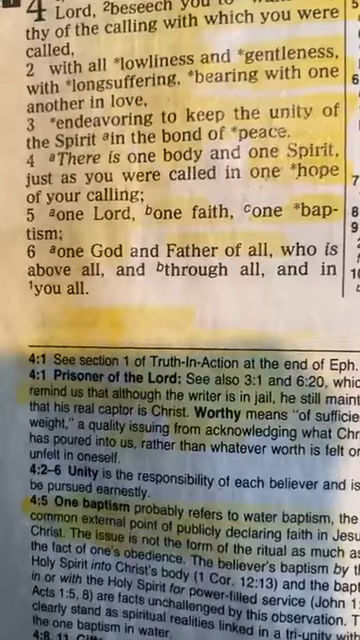 4 Lord, ²beseech you to
thy of the calling with which you were
called,
2 with all *lowliness and *gentleness,
with *longsuffering, *bearing with one
another in love,
3 *endeavoring to keep the unity of
the Spirit ᵃin the bond of *peace.
4 ᵃThere is one body and one Spirit,
just as you were called in one *hope
of your calling;
5 ᵃone Lord, ᵇone faith, ᶜone *bap-
tism;
6 ᵃone God and Father of all, who is
above all, and ᵇthrough all, and in
¹you all.
5
6
7
8
9
10
4:1 See section 1 of Truth-In-Action at the end of Eph.
4:1 Prisoner of the Lord: See also 3:1 and 6:20, whic
remind us that although the writer is in jail, he still maint
that his real captor is Christ. Worthy means "of sufficie
weight," a quality issuing from acknowledging what Chr
has poured into us, rather than whatever worth is felt or
unfelt in oneself.
4:2–6 Unity is the responsibility of each believer and is
be pursued earnestly.
4:5 One baptism probably refers to water baptism, the
common external point of publicly declaring faith in Jesu
Christ. The issue is not the form of the ritual as much as
the fact of one's obedience. The believer's baptism by t
Holy Spirit into Christ's body (1 Cor. 12:13) and the bapt
in or with the Holy Spirit for power-filled service (John 1:
Acts 1:5, 8) are facts unchallenged by this observation. T
clearly stand as spiritual realities linked in a tri-unity w
the one baptism in water.